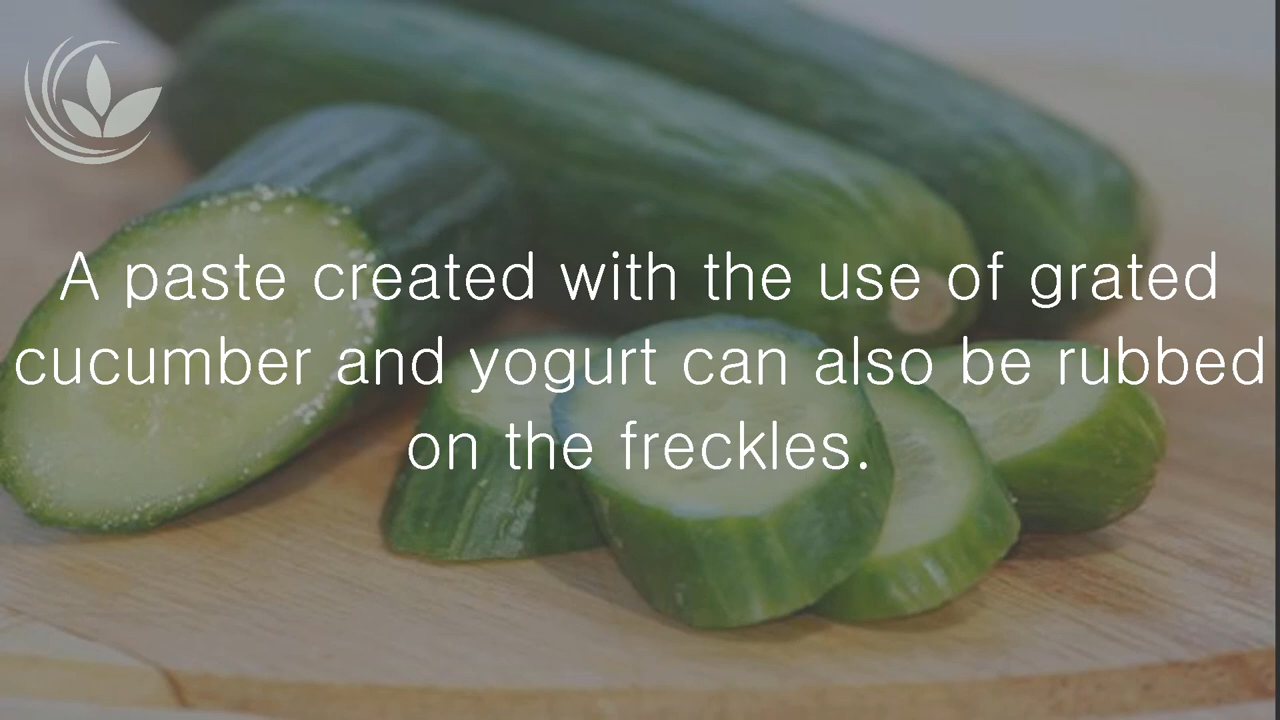 A paste created with the use of grated
cucumber and yogurt can also be rubbed
on the freckles.